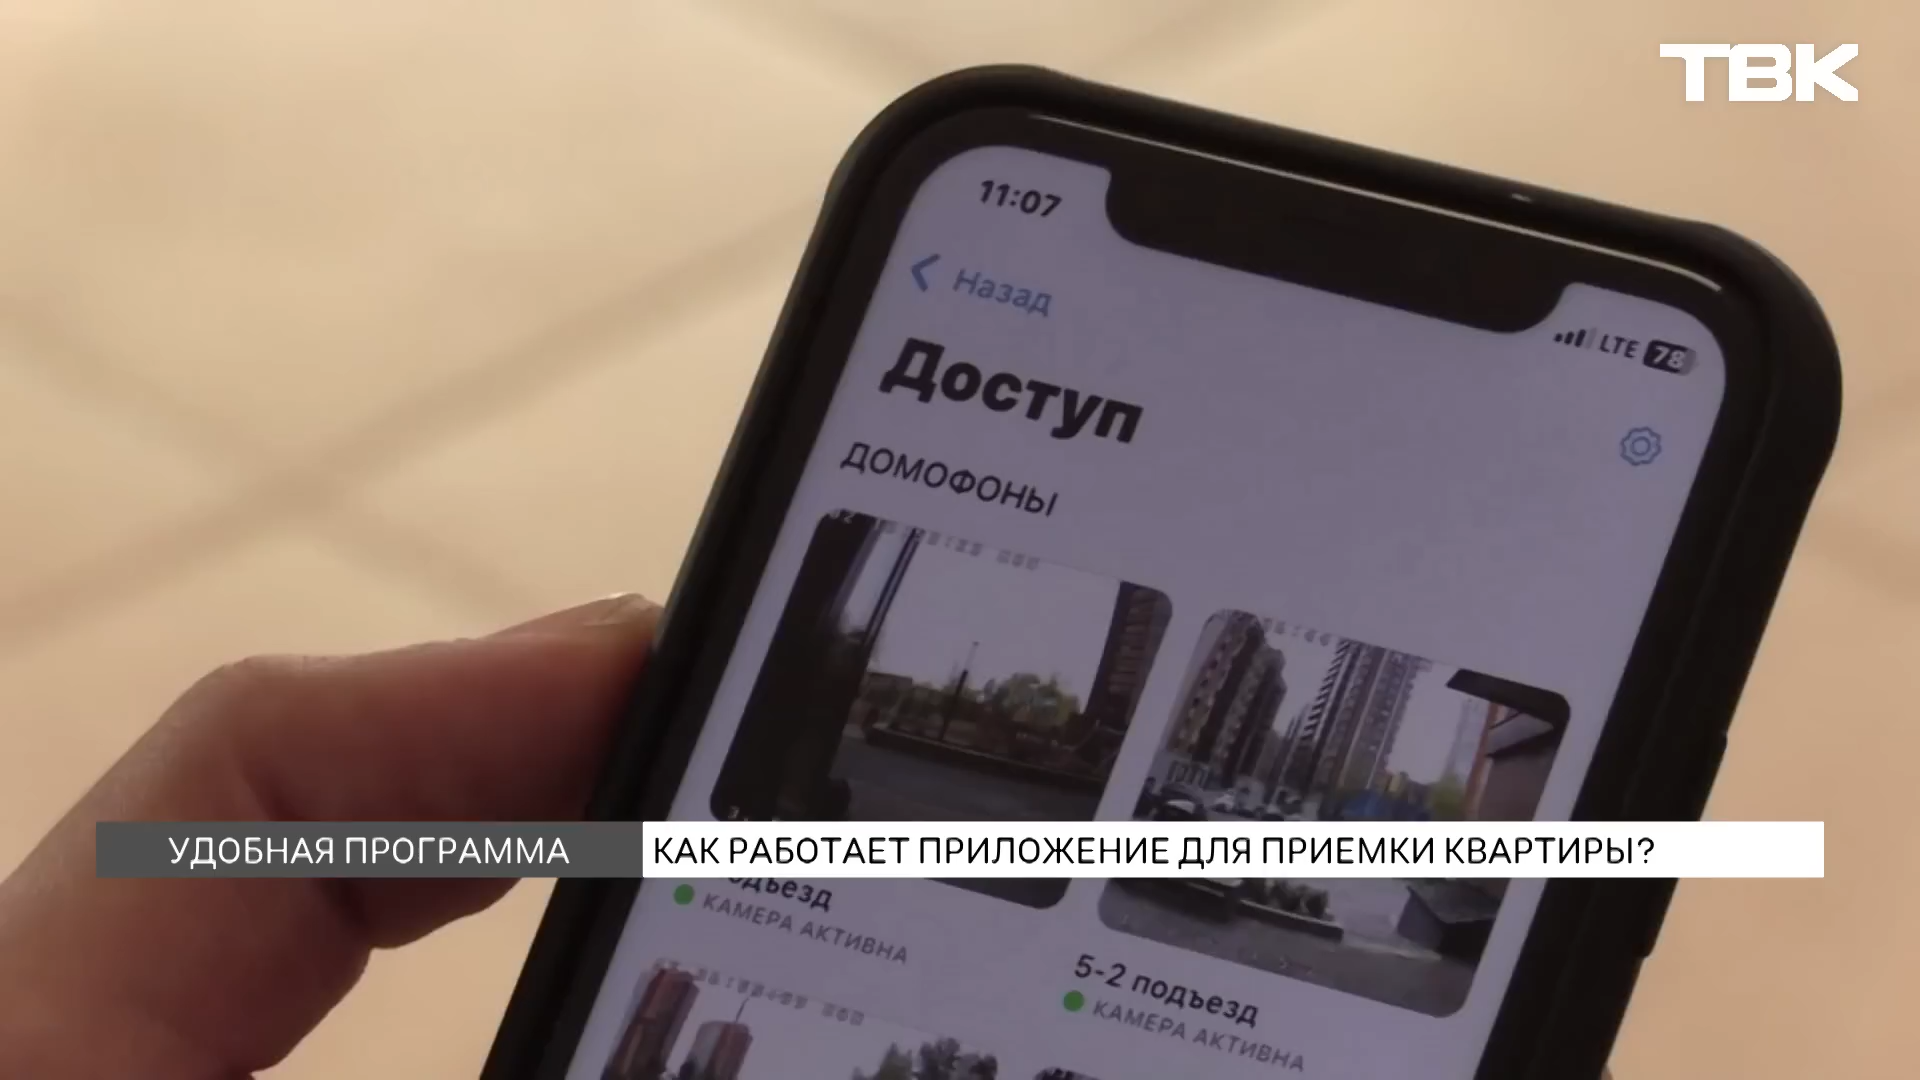 ТВК
11:07
LTE 78
Назад
Доступ
ДОМОФОНЫ
УДОБНАЯ ПРОГРАММА
КАК РАБОТАЕТ ПРИЛОЖЕНИЕ ДЛЯ ПРИЕМКИ КВАРТИРЫ?
подъезд
КАМЕРА АКТИВНА
5-2 подъезд
КАМЕРА АКТИВНА